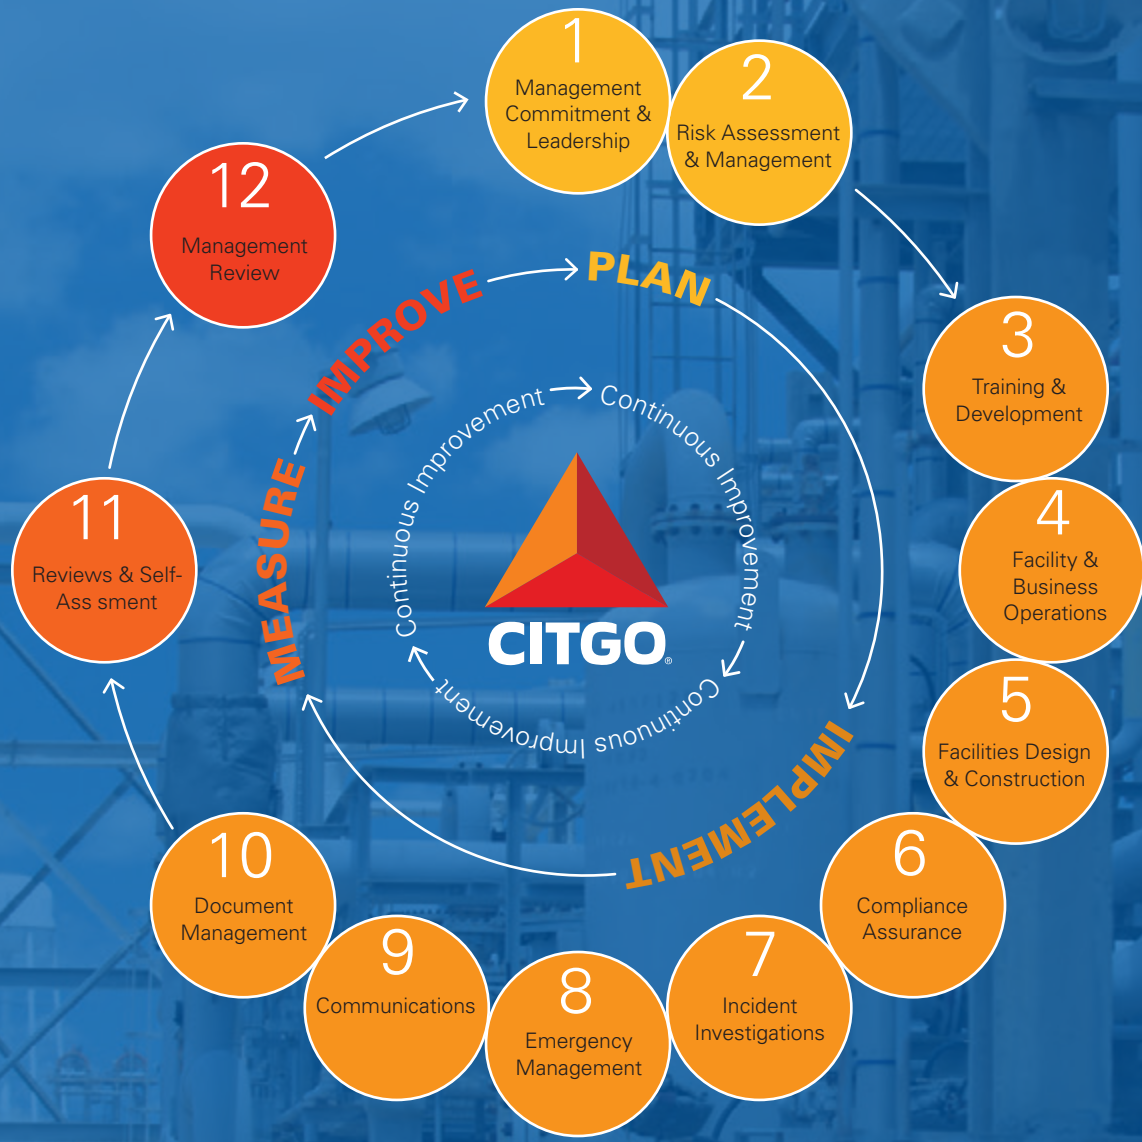 1
Management
Commitment &
Leadership
2
Risk Assessment
& Management
3
Training &
Development
4
Facility &
Business
Operations
5
Facilities Design
& Construction
6
Compliance
Assurance
7
Incident
Investigations
8
Emergency
Management
9
Communications
10
Document
Management
11
Reviews & Self-
Ass sment
12
Management
Review
PLAN
IMPLEMENT
MEASURE
IMPROVE
Continuous Improvement
Continuous Improvement
Continuous Improvement
CITGO®